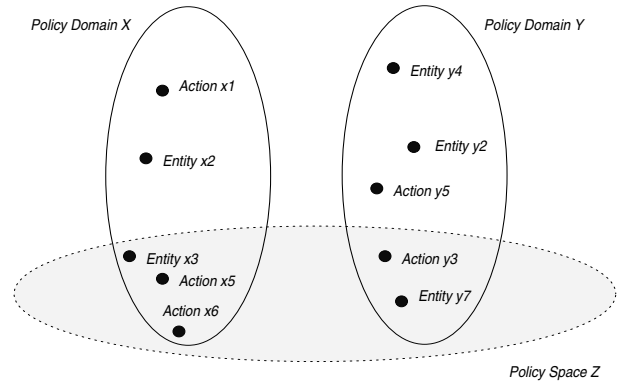 Policy Domain X
Policy Domain Y
Action x1
Entity x2
Entity x3
Action x5
Action x6
Entity y4
Entity y2
Action y5
Action y3
Entity y7
Policy Space Z